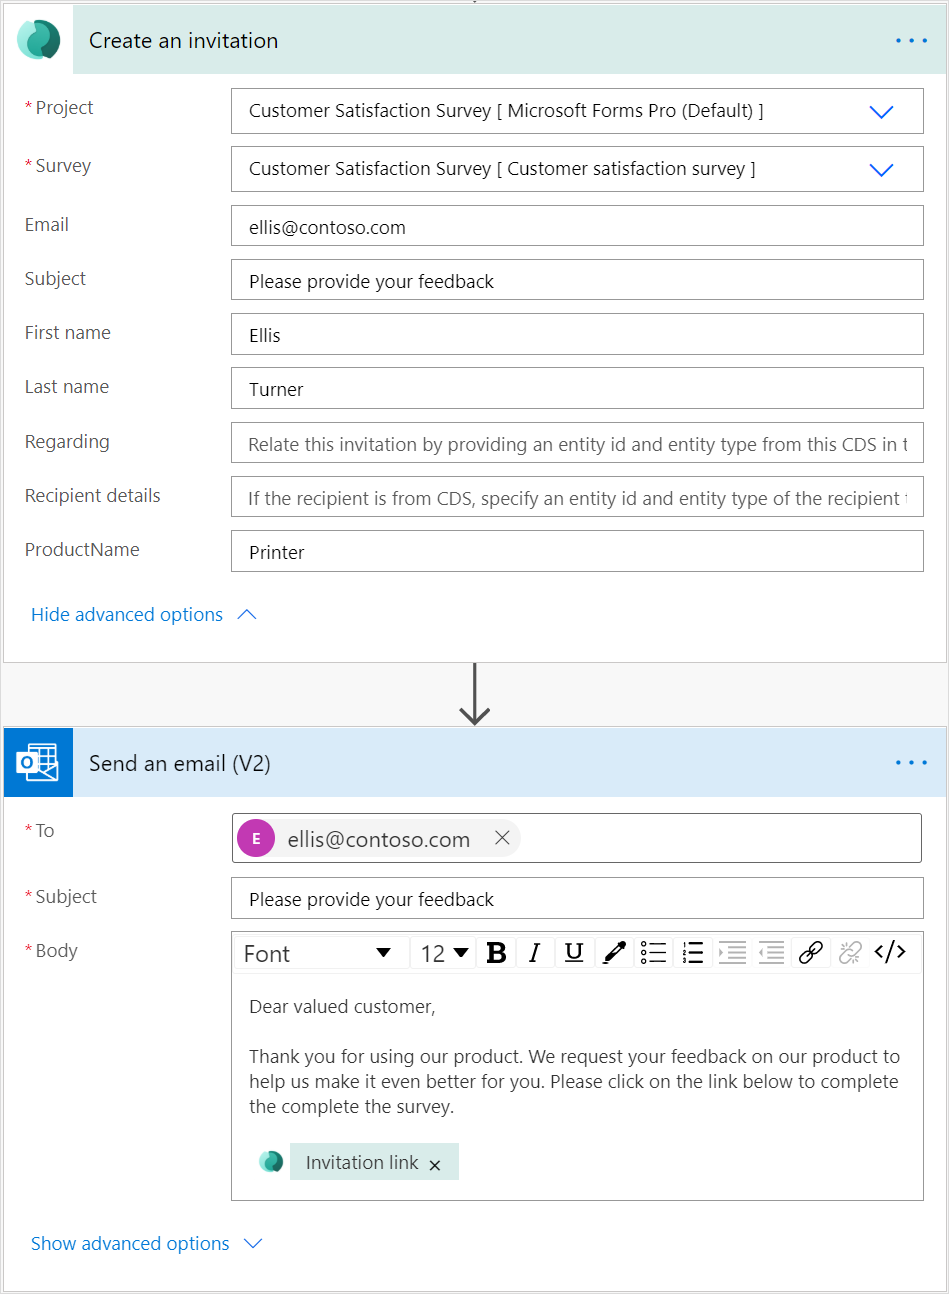 Create an invitation
* Project
Customer Satisfaction Survey [ Microsoft Forms Pro (Default) ]
* Survey
Customer Satisfaction Survey [ Customer satisfaction survey ]
Email
ellis@contoso.com
Subject
Please provide your feedback
First name
Ellis
Last name
Turner
Regarding
Relate this invitation by providing an entity id and entity type from this CDS in t
Recipient details
If the recipient is from CDS, specify an entity id and entity type of the recipient
ProductName
Printer
Hide advanced options
Send an email (V2)
* To
E ellis@contoso.com
* Subject
Please provide your feedback
* Body
Font 12 B I U </>
Dear valued customer,
Thank you for using our product. We request your feedback on our product to
help us make it even better for you. Please click on the link below to complete
the complete the survey.
Invitation link ×
Show advanced options